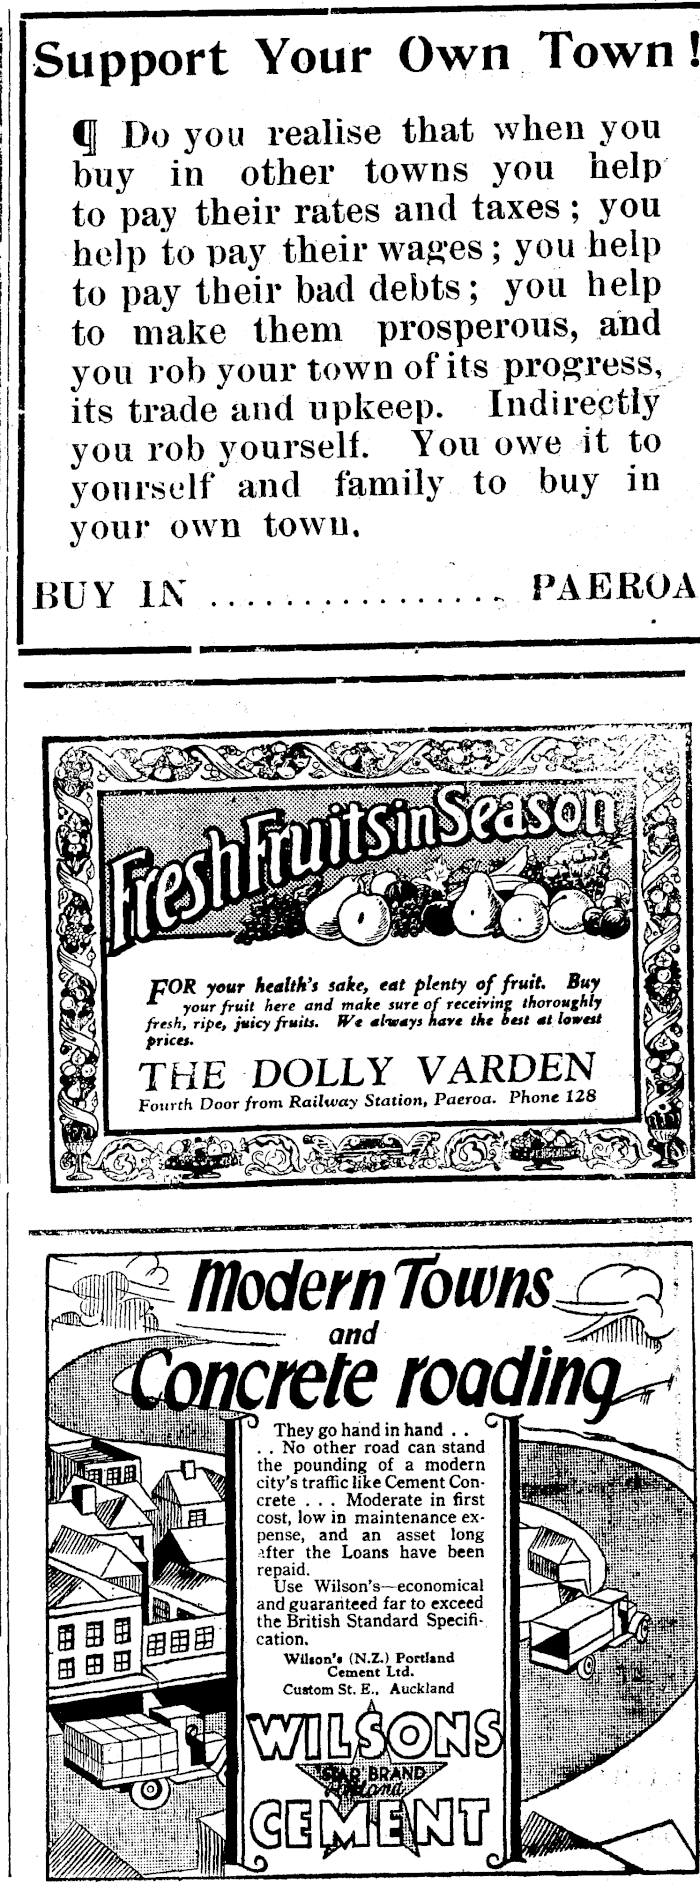 Support Your Own Town!
¶ Do you realise that when you
buy in other towns you help
to pay their rates and taxes; you
help to pay their wages; you help
to pay their bad debts; you help
to make them prosperous, and
you rob your town of its progress,
its trade and upkeep. Indirectly
you rob yourself. You owe it to
yourself and family to buy in
your own town.
BUY IN ................ PAEROA
Fresh Fruits in Season
FOR your health's sake, eat plenty of fruit. Buy
your fruit here and make sure of receiving thoroughly
fresh, ripe, juicy fruits. We always have the best at lowest
prices.
THE DOLLY VARDEN
Fourth Door from Railway Station, Paeroa. Phone 128
Modern Towns
and
Concrete roading
They go hand in hand . .
. . No other road can stand
the pounding of a modern
city's traffic like Cement Con-
crete . . . Moderate in first
cost, low in maintenance ex-
pense, and an asset long
after the Loans have been
repaid.
Use Wilson's—economical
and guaranteed far to exceed
the British Standard Specifi-
cation.
Wilson's (N.Z.) Portland
Cement Ltd.
Custom St. E., Auckland
WILSONS
STAR BRAND
Portland
CEMENT